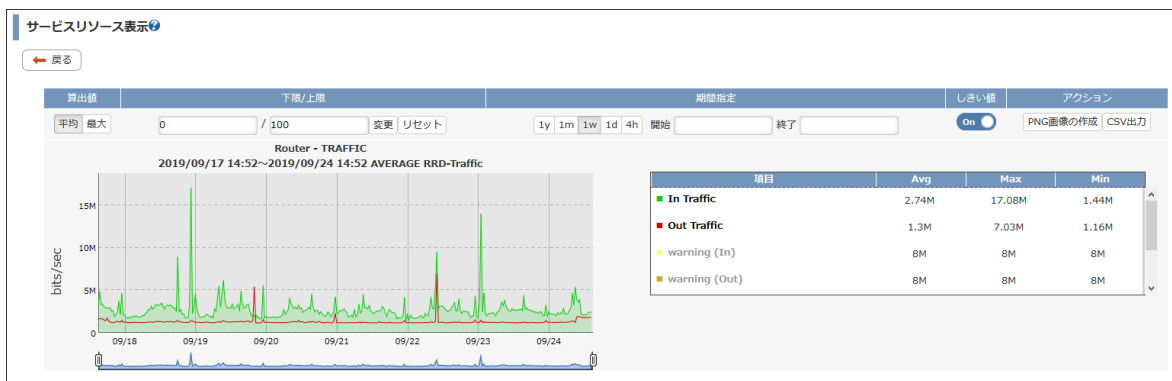 サービスリソース表示?
戻る
算出値 下限/上限 期間指定 しきい値 アクション
平均 最大 0 / 100 変更 リセット 1y 1m 1w 1d 4h 開始 終了 On PNG画像の作成 CSV出力
Router - TRAFFIC
2019/09/17 14:52～2019/09/24 14:52 AVERAGE RRD-Traffic
bits/sec
15M
10M
5M
0
09/18 09/19 09/20 09/21 09/22 09/23 09/24
項目 Avg Max Min
In Traffic 2.74M 17.08M 1.44M
Out Traffic 1.3M 7.03M 1.16M
warning (In) 8M 8M 8M
warning (Out) 8M 8M 8M